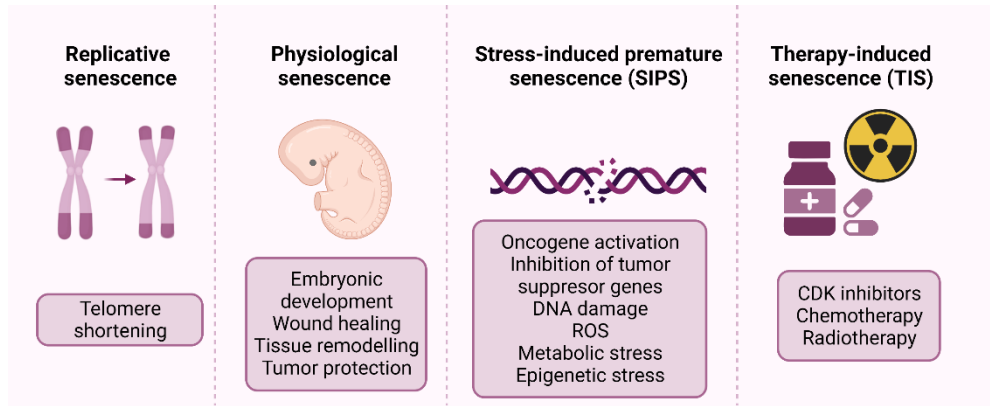 Replicative
senescence
Telomere
shortening
Physiological
senescence
Embryonic
development
Wound healing
Tissue remodelling
Tumor protection
Stress-induced premature
senescence (SIPS)
Oncogene activation
Inhibition of tumor
suppresor genes
DNA damage
ROS
Metabolic stress
Epigenetic stress
Therapy-induced
senescence (TIS)
CDK inhibitors
Chemotherapy
Radiotherapy